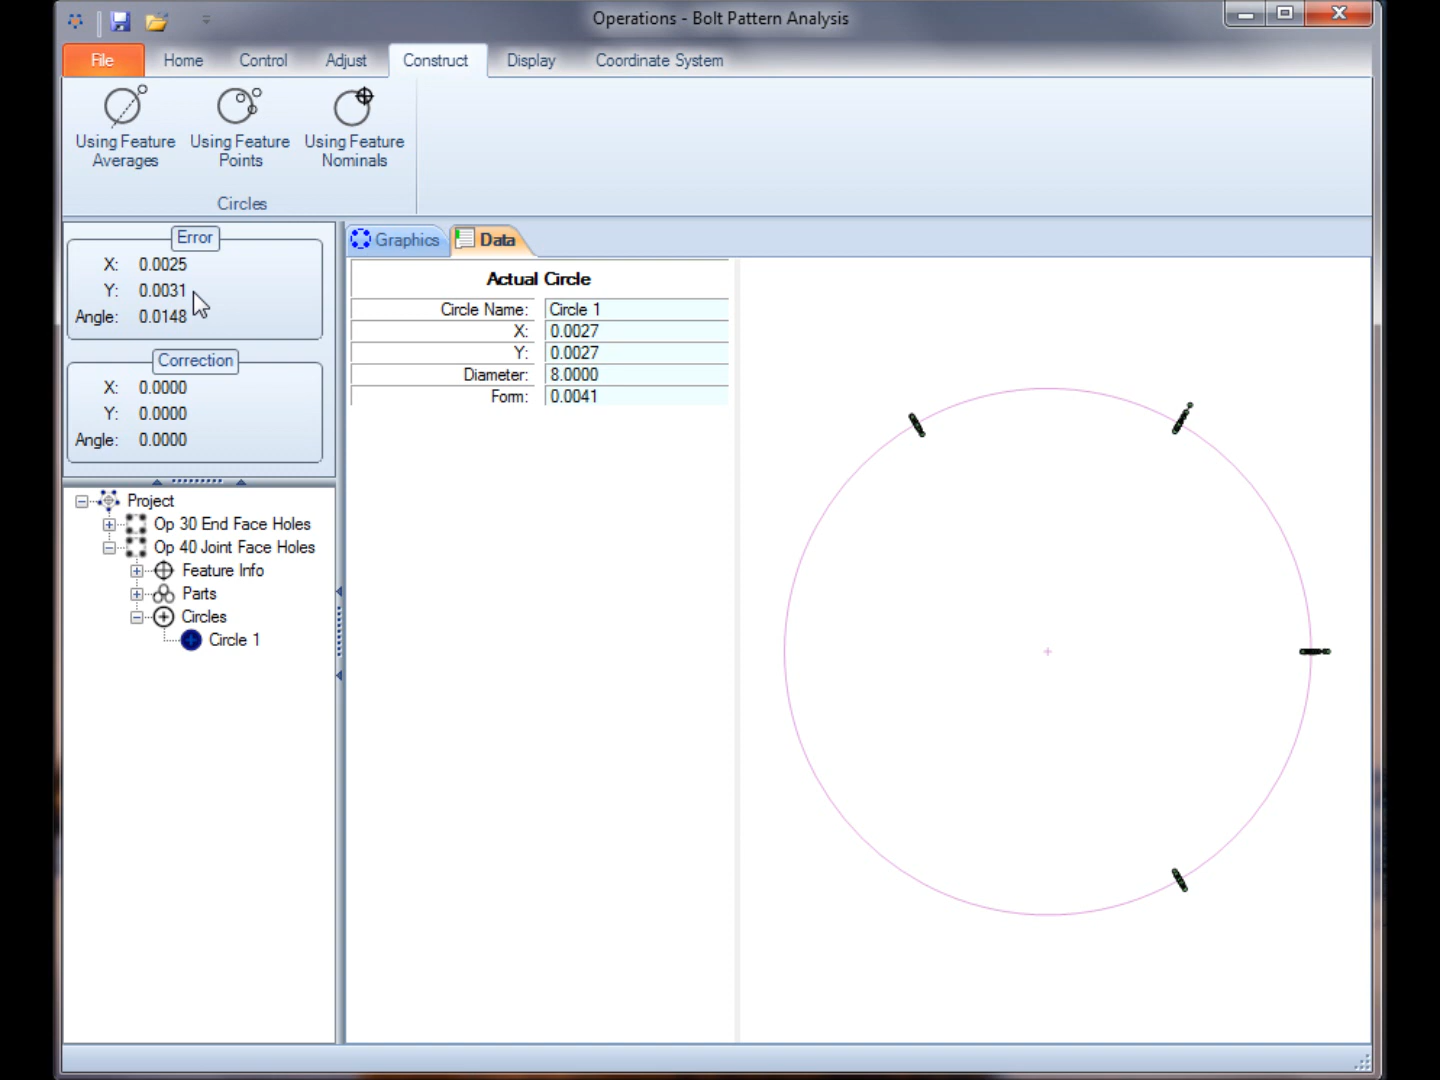 Operations - Bolt Pattern Analysis
File Home Control Adjust Construct Display Coordinate System
Using Feature Averages
Using Feature Points
Using Feature Nominals
Circles
Error
X: 0.0025
Y: 0.0031
Angle: 0.0148
Correction
X: 0.0000
Y: 0.0000
Angle: 0.0000
Project
Op 30 End Face Holes
Op 40 Joint Face Holes
Feature Info
Parts
Circles
Circle 1
Graphics Data
Actual Circle
Circle Name: Circle 1
X: 0.0027
Y: 0.0027
Diameter: 8.0000
Form: 0.0041